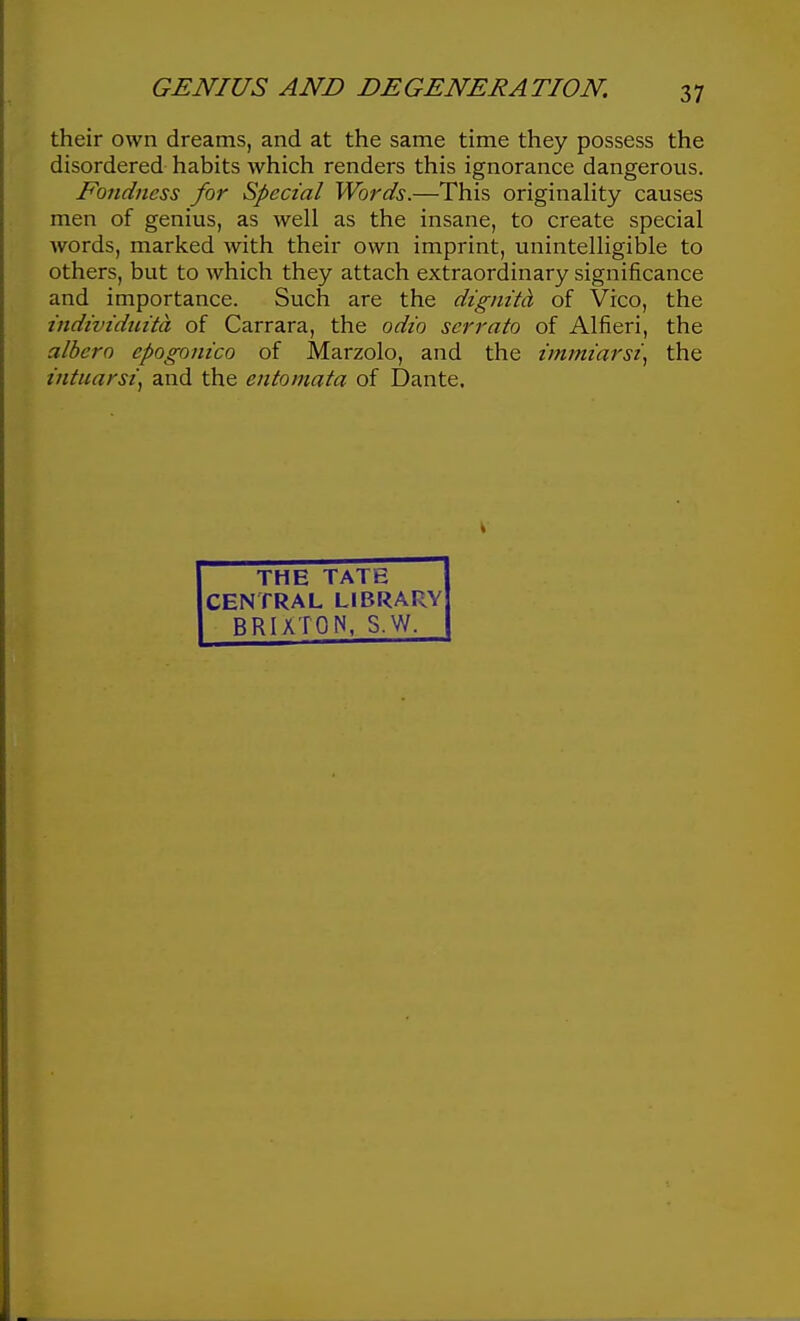 GENIUS AND DEGENERATION. 37
their own dreams, and at the same time they possess the
disordered habits which renders this ignorance dangerous.
Fondness for Special Words.—This originality causes
men of genius, as well as the insane, to create special
words, marked with their own imprint, unintelligible to
others, but to which they attach extraordinary significance
and importance. Such are the dignità of Vico, the
individuità of Carrara, the odio serrato of Alfieri, the
albero epogonico of Marzolo, and the immiarsi, the
intuarsi, and the entomata of Dante.
THE TATE
CENTRAL LIBRARY
BRIXTON, S.W.